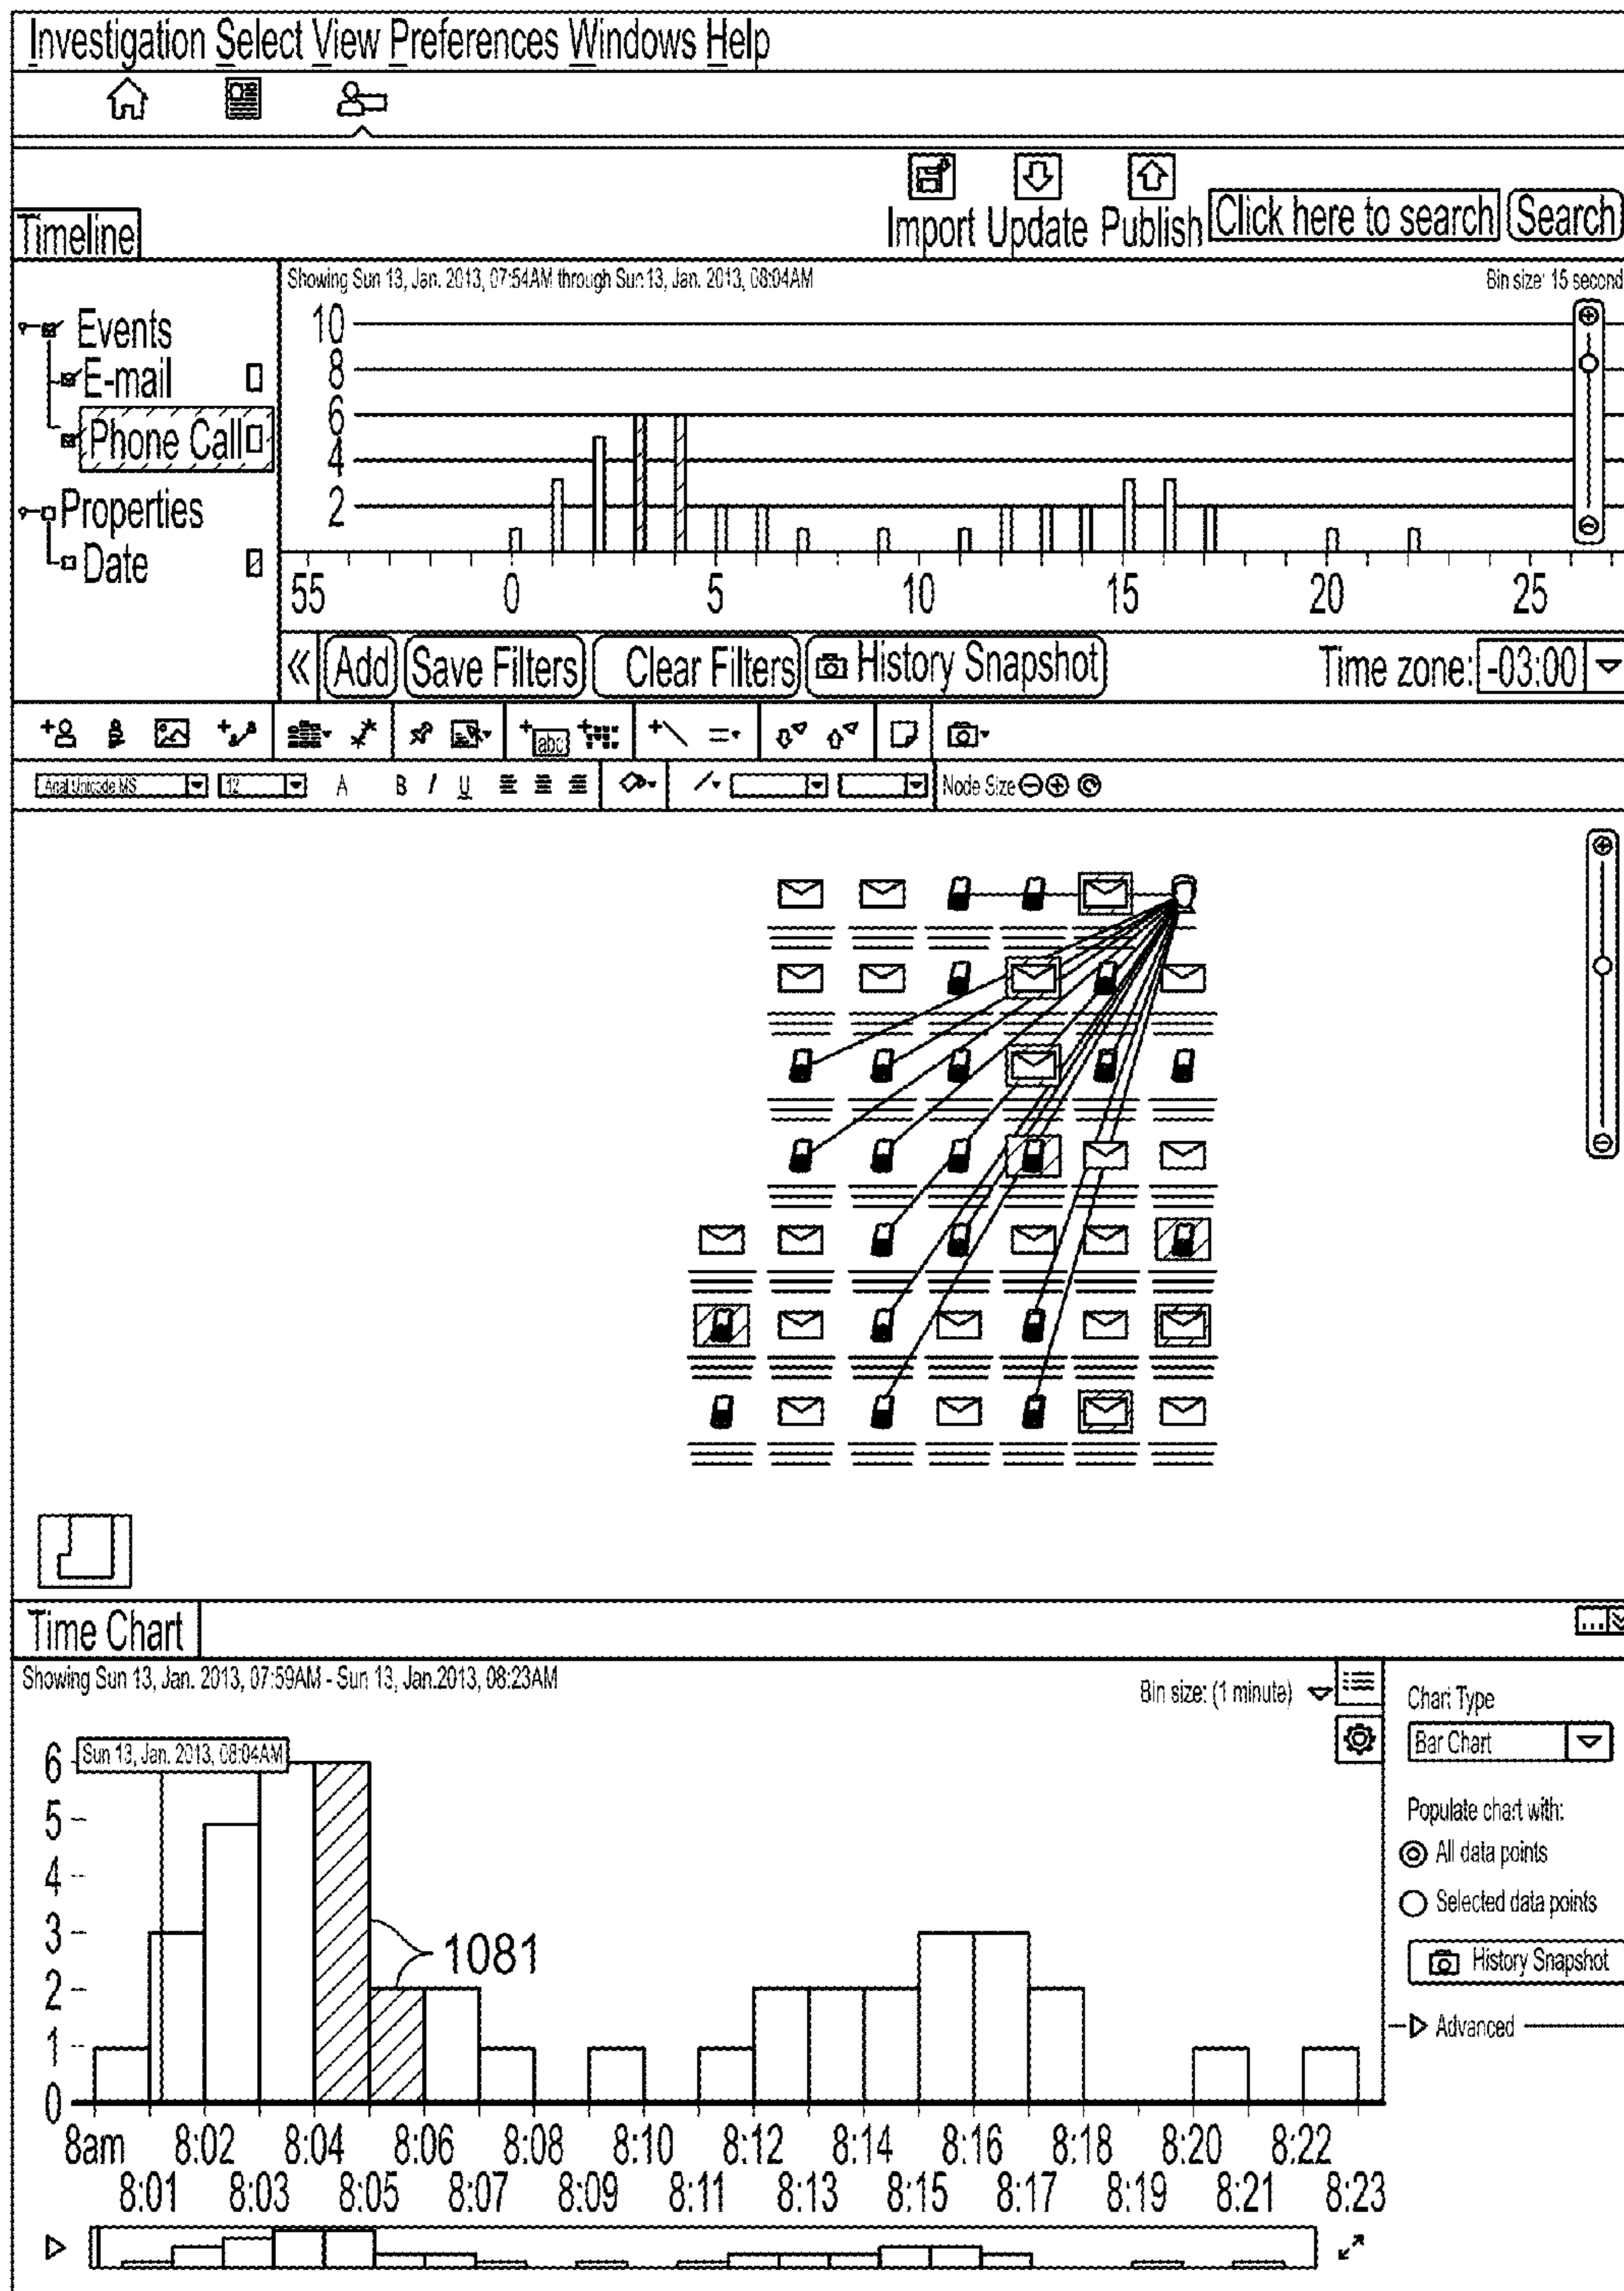 Investigation Select View Preferences Windows Help
Import Update Publish Click here to search Search
Timeline
Showing Sun 13, Jan. 2013, 07:54AM through Sun 13, Jan. 2013, 08:04AM
Bin size: 15 second
Events
E-mail
Phone Call
Properties
Date
10
8
6
4
2
55 0 5 10 15 20 25
« Add Save Filters Clear Filters History Snapshot Time zone: -03:00
abc
Arial Unicode MS 12 A B I U Node Size
Time Chart
...
Showing Sun 13, Jan. 2013, 07:59AM - Sun 13, Jan.2013, 08:23AM
Bin size: (1 minute)
Sun 13, Jan. 2013, 08:04AM
6
5
4
3
2
1
0
1081
8am 8:02 8:04 8:06 8:08 8:10 8:12 8:14 8:16 8:18 8:20 8:22
8:01 8:03 8:05 8:07 8:09 8:11 8:13 8:15 8:17 8:19 8:21 8:23
Chart Type
Bar Chart
Populate chart with:
All data points
Selected data points
History Snapshot
Advanced